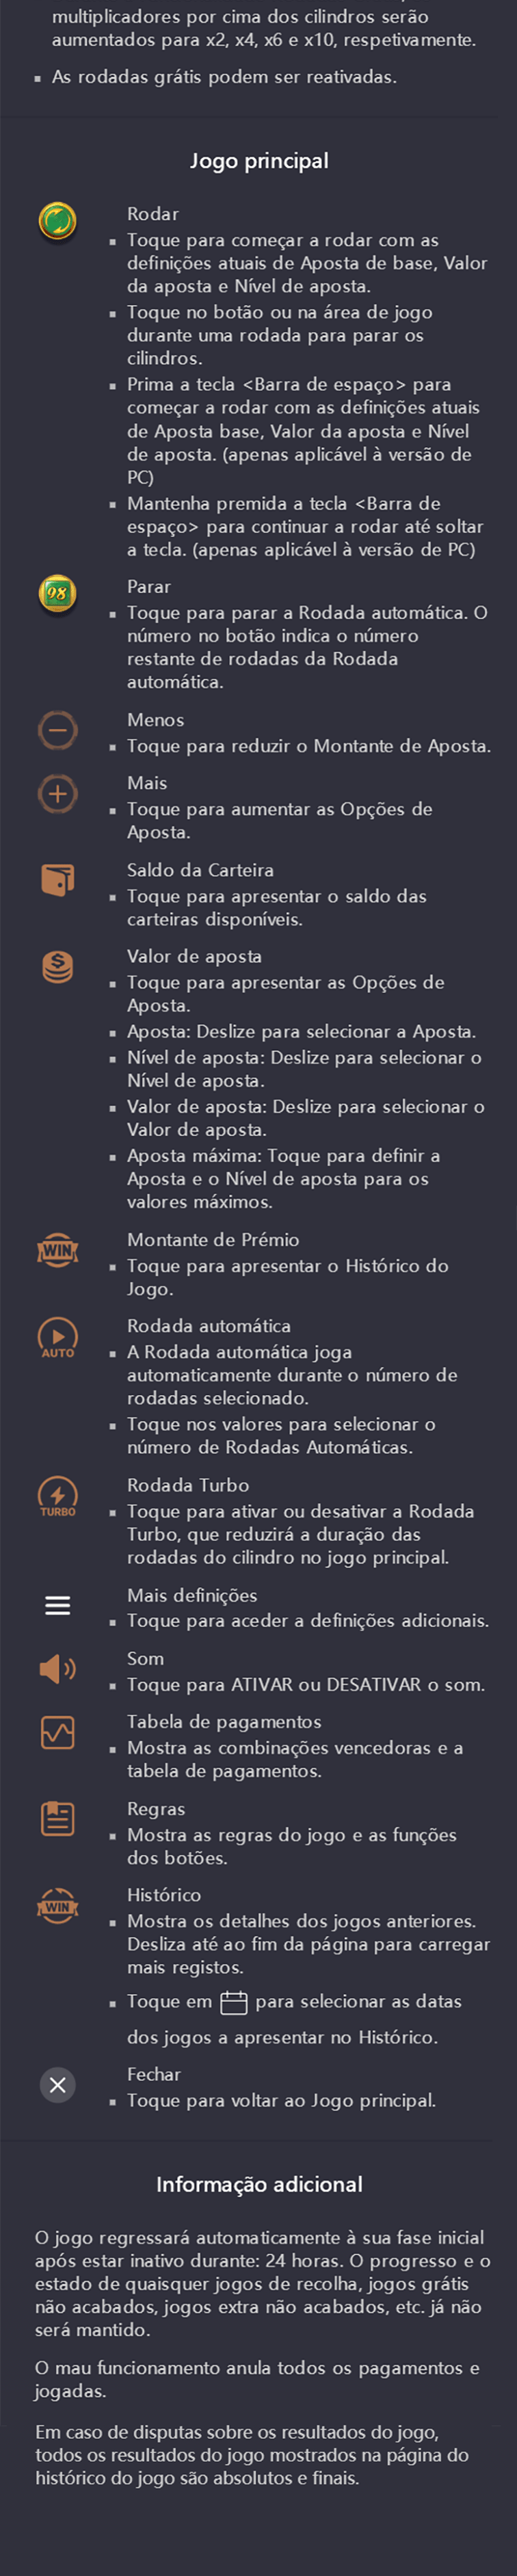 multiplicadores por cima dos cilindros serão
aumentados para x2, x4, x6 e x10, respetivamente.
As rodadas grátis podem ser reativadas.
Jogo principal
Rodar
Toque para começar a rodar com as
definições atuais de Aposta de base, Valor
da aposta e Nível de aposta.
Toque no botão ou na área de jogo
durante uma rodada para parar os
cilindros.
Prima a tecla <Barra de espaço> para
começar a rodar com as definições atuais
de Aposta base, Valor da aposta e Nível
de aposta. (apenas aplicável à versão de
PC)
Mantenha premida a tecla <Barra de
espaço> para continuar a rodar até soltar
a tecla. (apenas aplicável à versão de PC)
98
Parar
Toque para parar a Rodada automática. O
número no botão indica o número
restante de rodadas da Rodada
automática.
Menos
Toque para reduzir o Montante de Aposta.
Mais
Toque para aumentar as Opções de
Aposta.
Saldo da Carteira
Toque para apresentar o saldo das
carteiras disponíveis.
Valor de aposta
Toque para apresentar as Opções de
Aposta.
Aposta: Deslize para selecionar a Aposta.
Nível de aposta: Deslize para selecionar o
Nível de aposta.
Valor de aposta: Deslize para selecionar o
Valor de aposta.
Aposta máxima: Toque para definir a
Aposta e o Nível de aposta para os
valores máximos.
WIN
Montante de Prémio
Toque para apresentar o Histórico do
Jogo.
AUTO
Rodada automática
A Rodada automática joga
automaticamente durante o número de
rodadas selecionado.
Toque nos valores para selecionar o
número de Rodadas Automáticas.
TURBO
Rodada Turbo
Toque para ativar ou desativar a Rodada
Turbo, que reduzirá a duração das
rodadas do cilindro no jogo principal.
Mais definições
Toque para aceder a definições adicionais.
Som
Toque para ATIVAR ou DESATIVAR o som.
Tabela de pagamentos
Mostra as combinações vencedoras e a
tabela de pagamentos.
Regras
Mostra as regras do jogo e as funções
dos botões.
WIN
Histórico
Mostra os detalhes dos jogos anteriores.
Desliza até ao fim da página para carregar
mais registos.
Toque em para selecionar as datas
dos jogos a apresentar no Histórico.
Fechar
Toque para voltar ao Jogo principal.
Informação adicional
O jogo regressará automaticamente à sua fase inicial
após estar inativo durante: 24 horas. O progresso e o
estado de quaisquer jogos de recolha, jogos grátis
não acabados, jogos extra não acabados, etc. já não
será mantido.
O mau funcionamento anula todos os pagamentos e
jogadas.
Em caso de disputas sobre os resultados do jogo,
todos os resultados do jogo mostrados na página do
histórico do jogo são absolutos e finais.